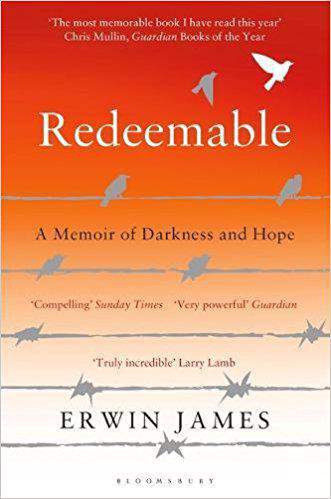 ‘The most memorable book I have read this year’
Chris Mullin, Guardian Books of the Year
Redeemable
A Memoir of Darkness and Hope
‘Compelling’ Sunday Times ‘Very powerful’ Guardian
‘Truly incredible’ Larry Lamb
ERWIN JAMES
BLOOMSBURY